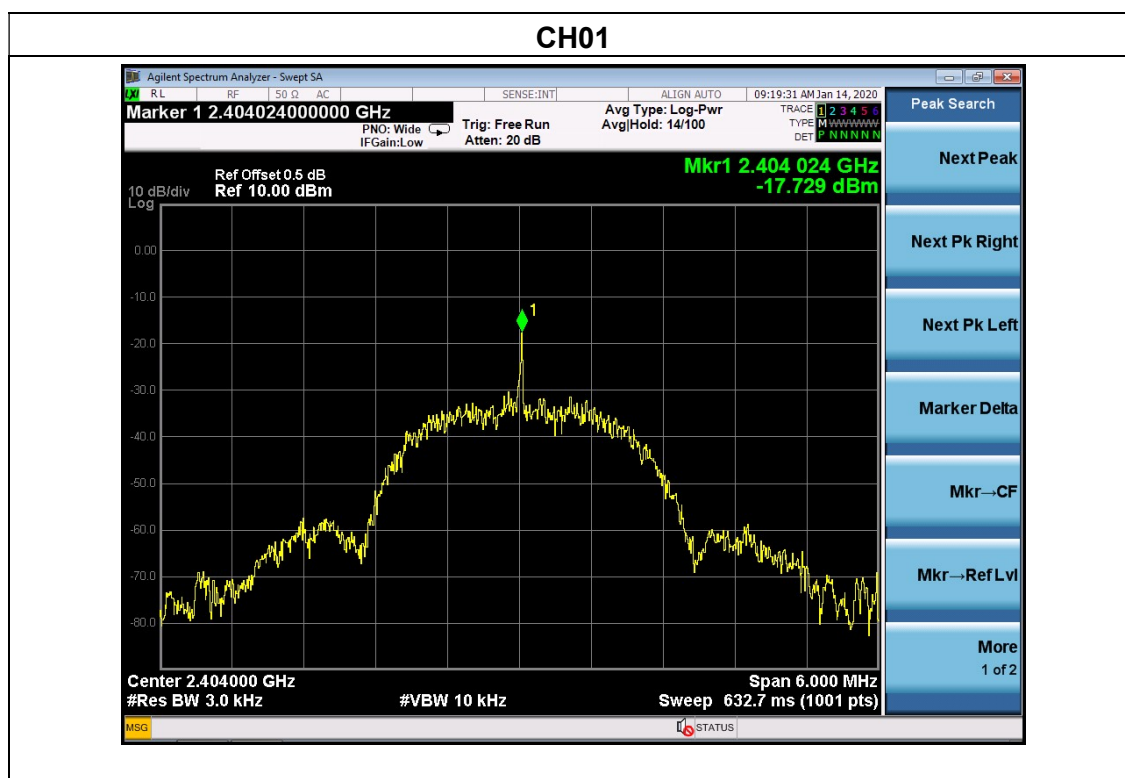 CH01
Agilent Spectrum Analyzer - Swept SA
LXI RL RF 50 Ω AC SENSE:INT ALIGN AUTO 09:19:31 AM Jan 14, 2020
Marker 1 2.404024000000 GHz
PNO: Wide
IFGain:Low
Trig: Free Run
Atten: 20 dB
Avg Type: Log-Pwr
Avg|Hold: 14/100
TRACE 1 2 3 4 5 6
TYPE M WWWWW
DET P N N N N N
Peak Search
Mkr1 2.404 024 GHz
-17.729 dBm
Ref Offset 0.5 dB
10 dB/div Ref 10.00 dBm
Log
0.00
-10.0
-20.0
-30.0
-40.0
-50.0
-60.0
-70.0
-80.0
1
Center 2.404000 GHz Span 6.000 MHz
#Res BW 3.0 kHz #VBW 10 kHz Sweep 632.7 ms (1001 pts)
Next Peak
Next Pk Right
Next Pk Left
Marker Delta
Mkr→CF
Mkr→Ref Lvl
More
1 of 2
MSG STATUS